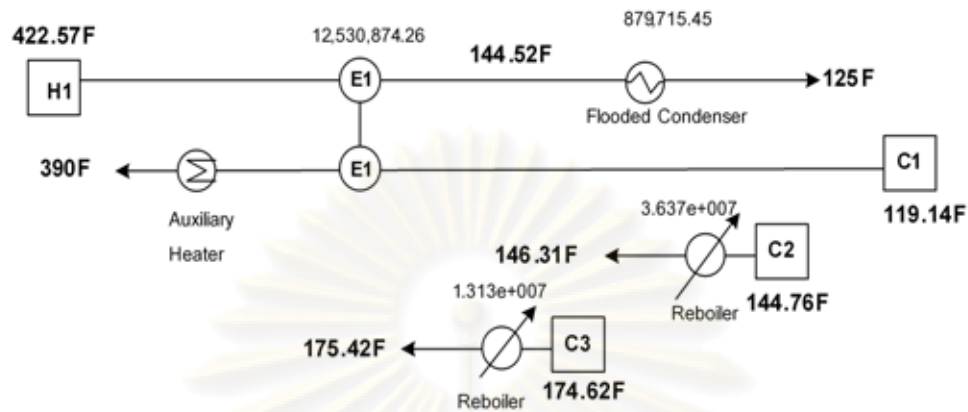 422.57F
12,530,874.26
879,715.45
H1
E1
144.52F
125F
Flooded Condenser
390F
E1
C1
Auxiliary
Heater
119.14F
3.637e+007
146.31F
C2
Reboiler
144.76F
1.313e+007
175.42F
C3
Reboiler
174.62F